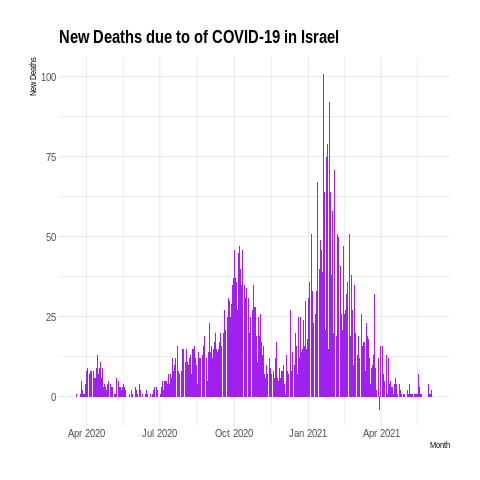 New Deaths due to of COVID-19 in Israel
New Deaths
100
75
50
25
0
Apr 2020 Jul 2020 Oct 2020 Jan 2021 Apr 2021
Month